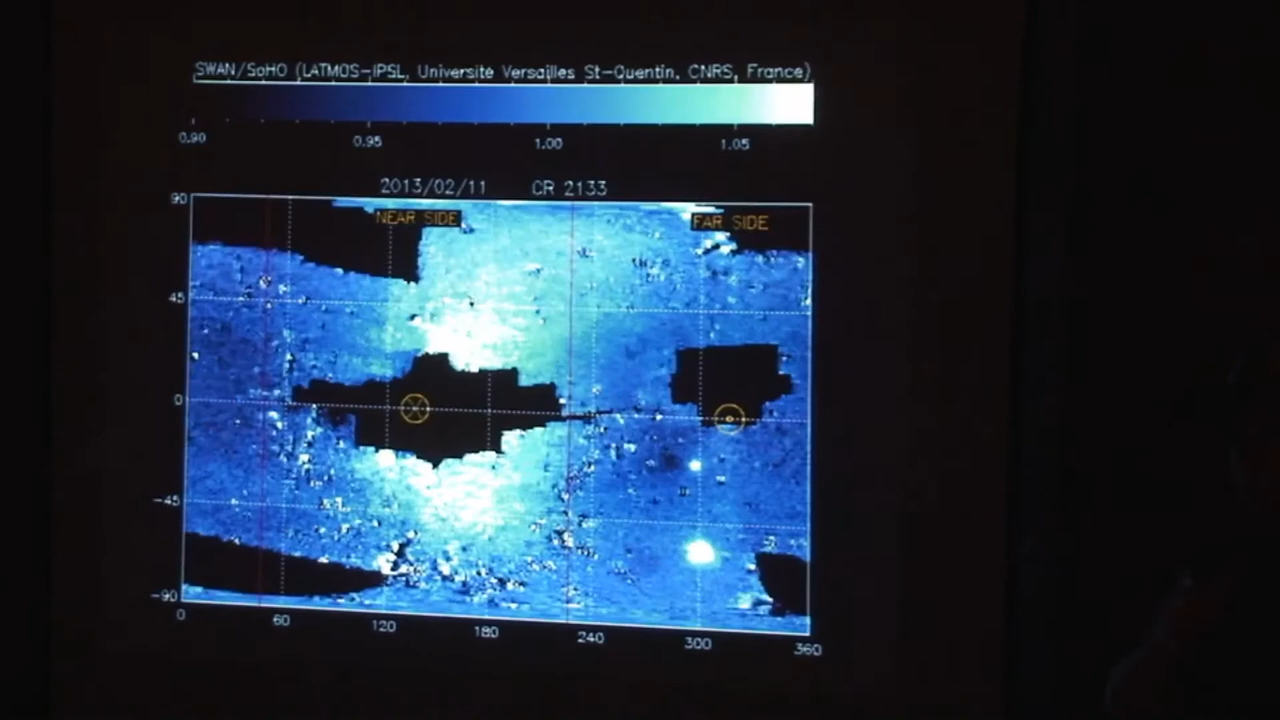 SWAN/SoHO (LATMOS-IPSL, Université Versailles St-Quentin, CNRS, France)
0.90 0.95 1.00 1.05
2013/02/11 CR 2133
90
NEAR SIDE FAR SIDE
45
0
-45
-90
0 60 120 180 240 300 360